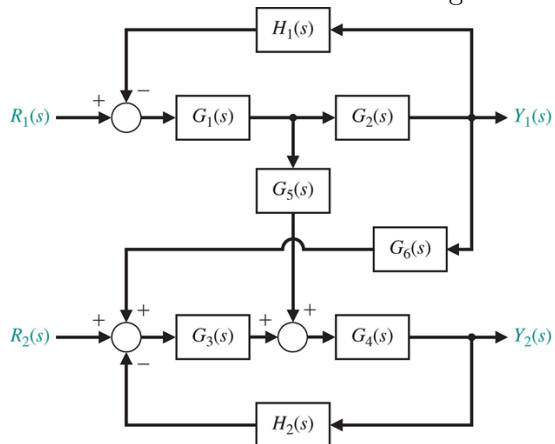 H₁(s)
+ −
R₁(s) G₁(s) G₂(s) Y₁(s)
G₅(s)
G₆(s)
+ + + +
R₂(s) G₃(s) G₄(s) Y₂(s)
−
H₂(s)